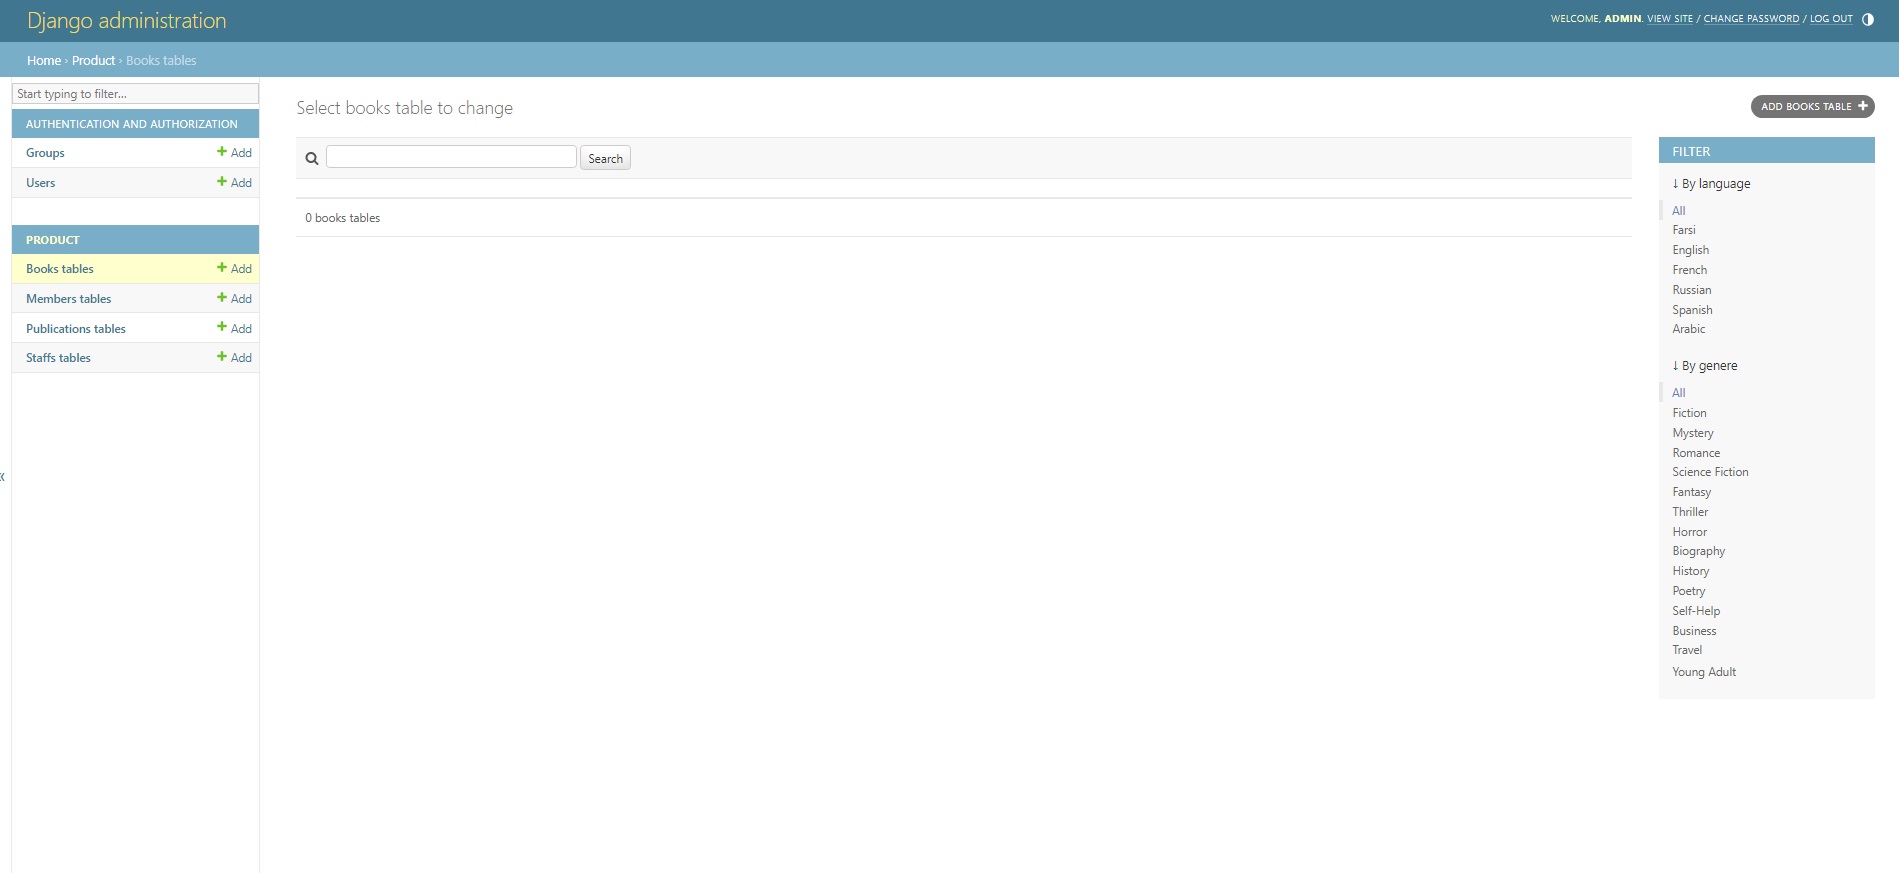 Django administration
WELCOME, ADMIN. VIEW SITE / CHANGE PASSWORD / LOG OUT
Home › Product › Books tables
Start typing to filter...
AUTHENTICATION AND AUTHORIZATION
Groups + Add
Users + Add
PRODUCT
Books tables + Add
Members tables + Add
Publications tables + Add
Staffs tables + Add
«
Select books table to change
ADD BOOKS TABLE +
Search
0 books tables
FILTER
↓ By language
All
Farsi
English
French
Russian
Spanish
Arabic
↓ By genere
All
Fiction
Mystery
Romance
Science Fiction
Fantasy
Thriller
Horror
Biography
History
Poetry
Self-Help
Business
Travel
Young Adult